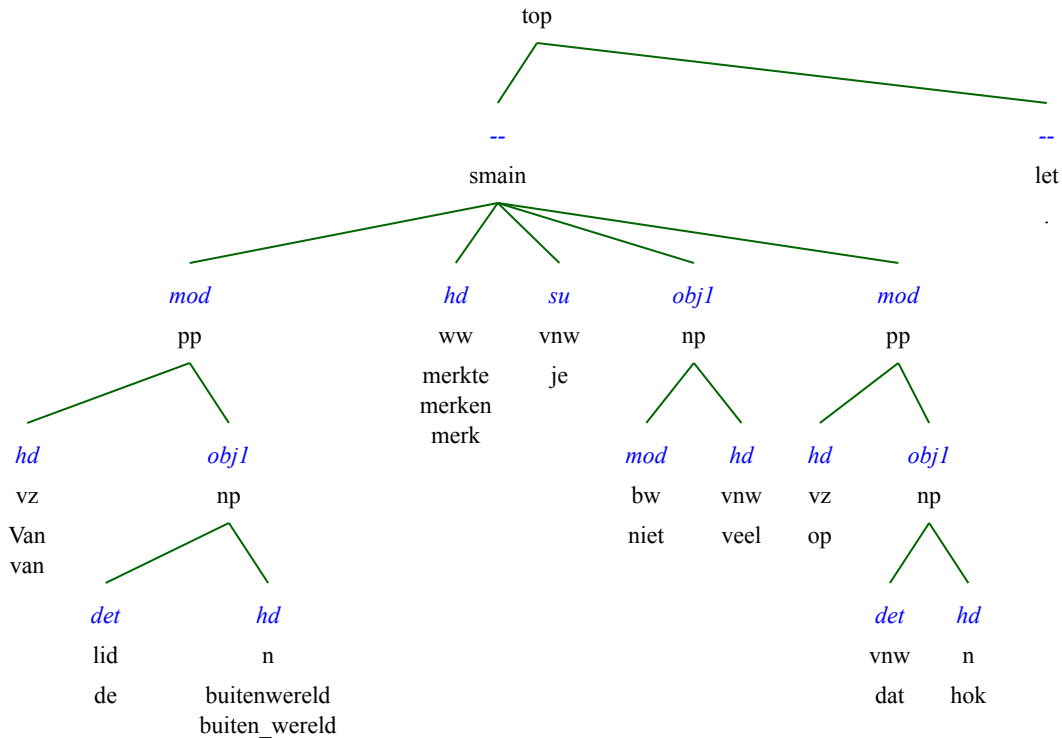 top
-- --
smain let
.
mod hd su obj1 mod
pp ww vnw np pp
merkte je
merken
merk
hd obj1 mod hd hd obj1
vz np bw vnw vz np
Van niet veel op
van
det hd det hd
lid n vnw n
de buitenwereld dat hok
buiten_wereld